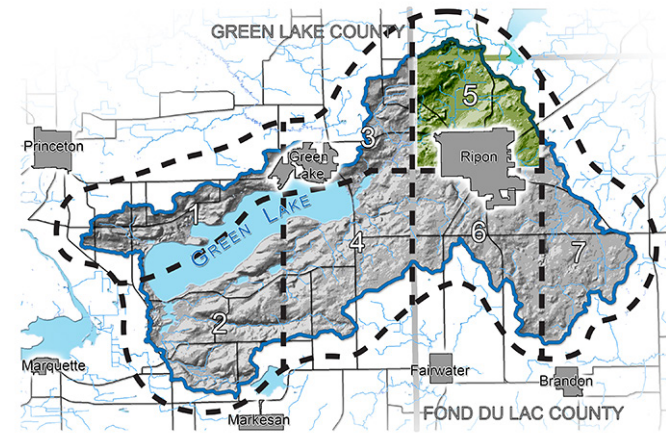 GREEN LAKE COUNTY
5
Princeton
3
Green
Lake
Ripon
1
GREEN LAKE
4
6
7
2
Marquette
Fairwater
Brandon
Markesan
FOND DU LAC COUNTY